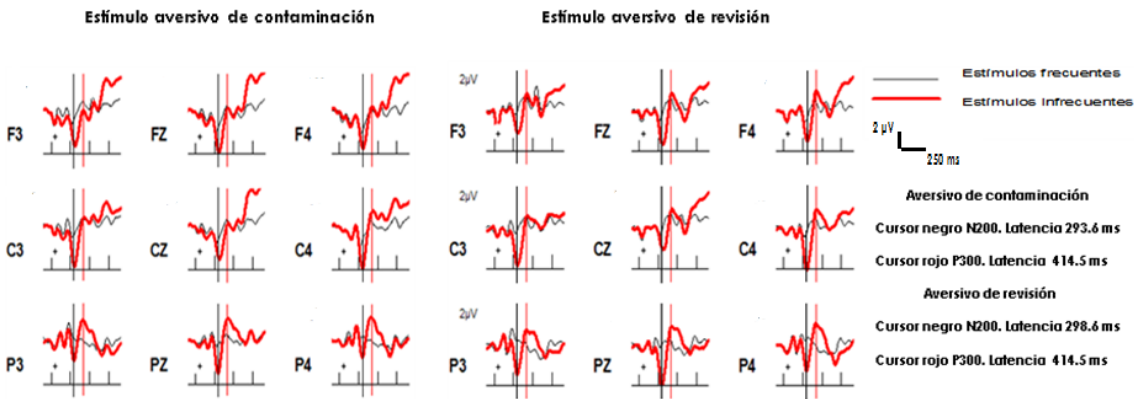 Estímulo aversivo de contaminación
Estímulo aversivo de revisión
F3
FZ
F4
2µV
F3
FZ
F4
Estímulos frecuentes
Estímulos Infrecuentes
2 µV
250 ms
C3
CZ
C4
C3
CZ
C4
Aversivo de contaminación
Cursor negro N200. Latencia 293.6 ms
Cursor rojo P300. Latencia 414.5 ms
P3
PZ
P4
2µV
P3
PZ
P4
Aversivo de revisión
Cursor negro N200. Latencia 298.6 ms
Cursor rojo P300. Latencia 414.5 ms